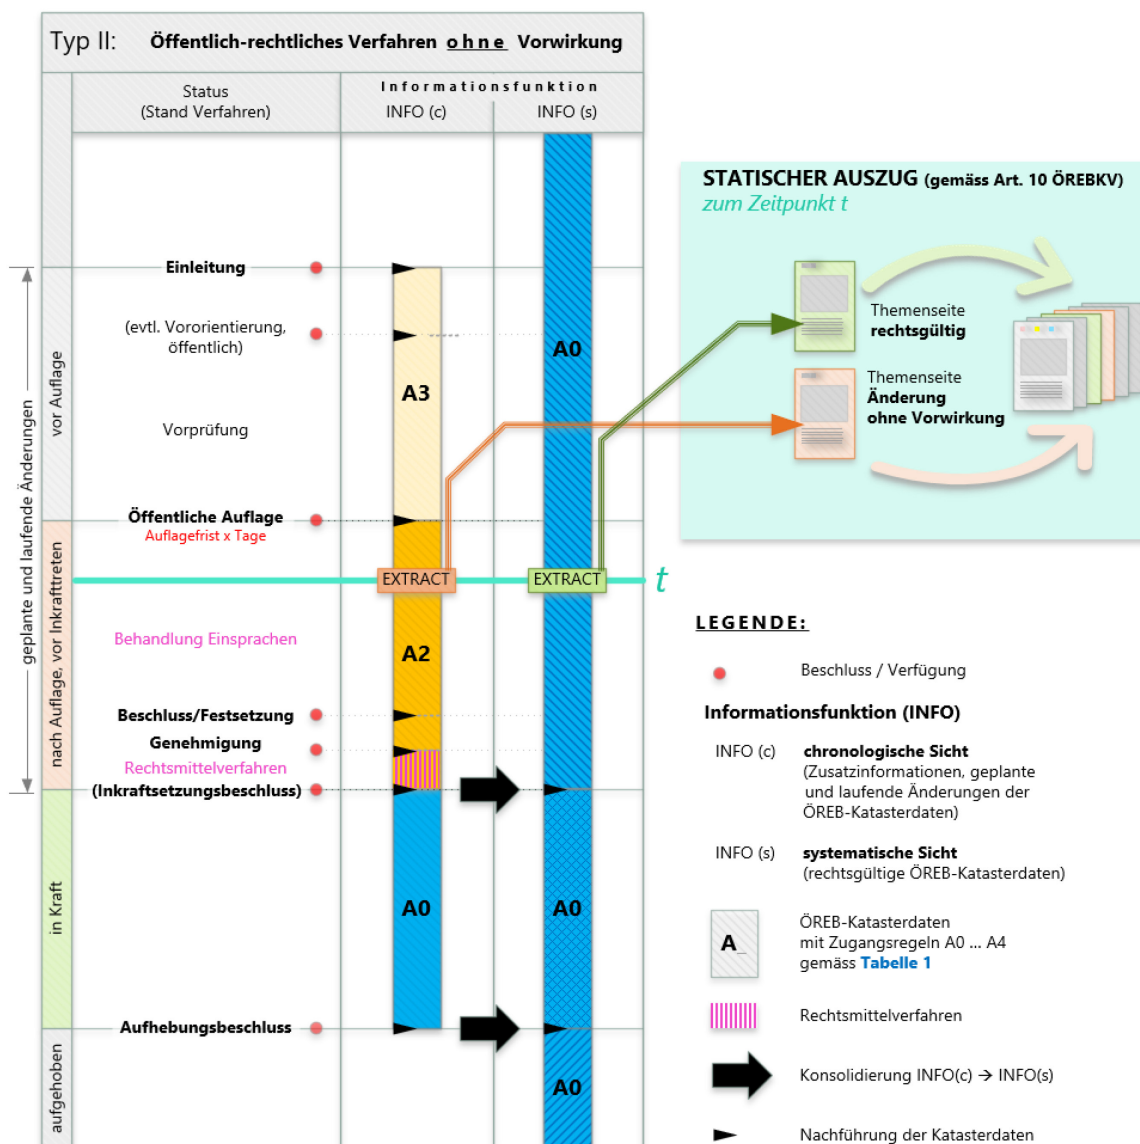 Typ II: Öffentlich-rechtliches Verfahren ohne Vorwirkung
Status
(Stand Verfahren)
Informationsfunktion
INFO (c)
INFO (s)
geplante und laufende Änderungen
vor Auflage
nach Auflage, vor Inkrafttreten
in Kraft
aufgehoben
Einleitung
(evtl. Vororientierung,
öffentlich)
Vorprüfung
Öffentliche Auflage
Auflagefrist x Tage
Behandlung Einsprachen
Beschluss/Festsetzung
Genehmigung
Rechtsmittelverfahren
(Inkraftsetzungsbeschluss)
Aufhebungsbeschluss
A3
EXTRACT
A2
A0
A0
EXTRACT
A0
A0
t
STATISCHER AUSZUG (gemäss Art. 10 ÖREBKV)
zum Zeitpunkt t
Themenseite
rechtsgültig
Themenseite
Änderung
ohne Vorwirkung
LEGENDE:
Beschluss / Verfügung
Informationsfunktion (INFO)
INFO (c) chronologische Sicht
(Zusatzinformationen, geplante
und laufende Änderungen der
ÖREB-Katasterdaten)
INFO (s) systematische Sicht
(rechtsgültige ÖREB-Katasterdaten)
A_
ÖREB-Katasterdaten
mit Zugangsregeln A0 ... A4
gemäss Tabelle 1
Rechtsmittelverfahren
Konsolidierung INFO(c) → INFO(s)
Nachführung der Katasterdaten